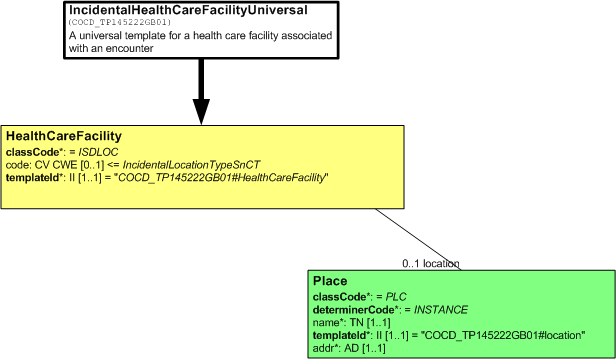 IncidentalHealthCareFacilityUniversal
(COCD_TP145222GB01)
A universal template for a health care facility associated
with an encounter
HealthCareFacility
classCode*: = ISDLOC
code: CV CWE [0..1] <= IncidentalLocationTypeSnCT
templateId*: II [1..1] = "COCD_TP145222GB01#HealthCareFacility"
0..1 location
Place
classCode*: = PLC
determinerCode*: = INSTANCE
name*: TN [1..1]
templateId*: II [1..1] = "COCD_TP145222GB01#location"
addr*: AD [1..1]